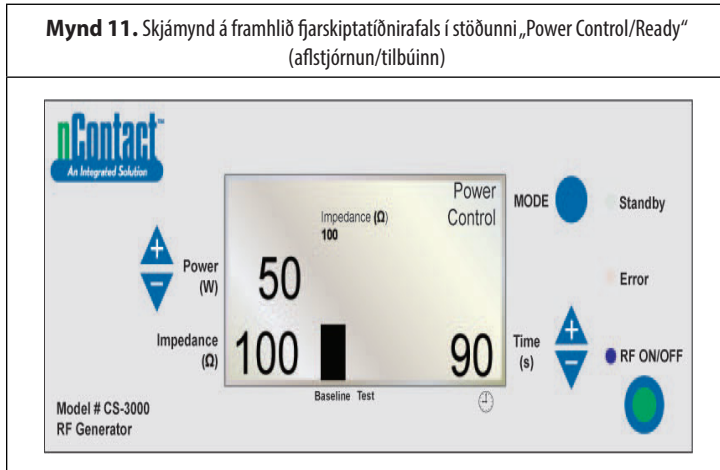 Mynd 11. Skjámynd á framhlið fjarskiptatíðnirafals í stöðunni „Power Control/Ready“
(aflstjórnun/tilbúinn)
nContact™
An Integrated Solution
Power
Control
Impedance (Ω)
100
MODE
Standby
+
−
Power
(W)
50
Error
Impedance
(Ω)
100
90
Time
(s)
+
−
RF ON/OFF
Baseline Test
Model # CS-3000
RF Generator